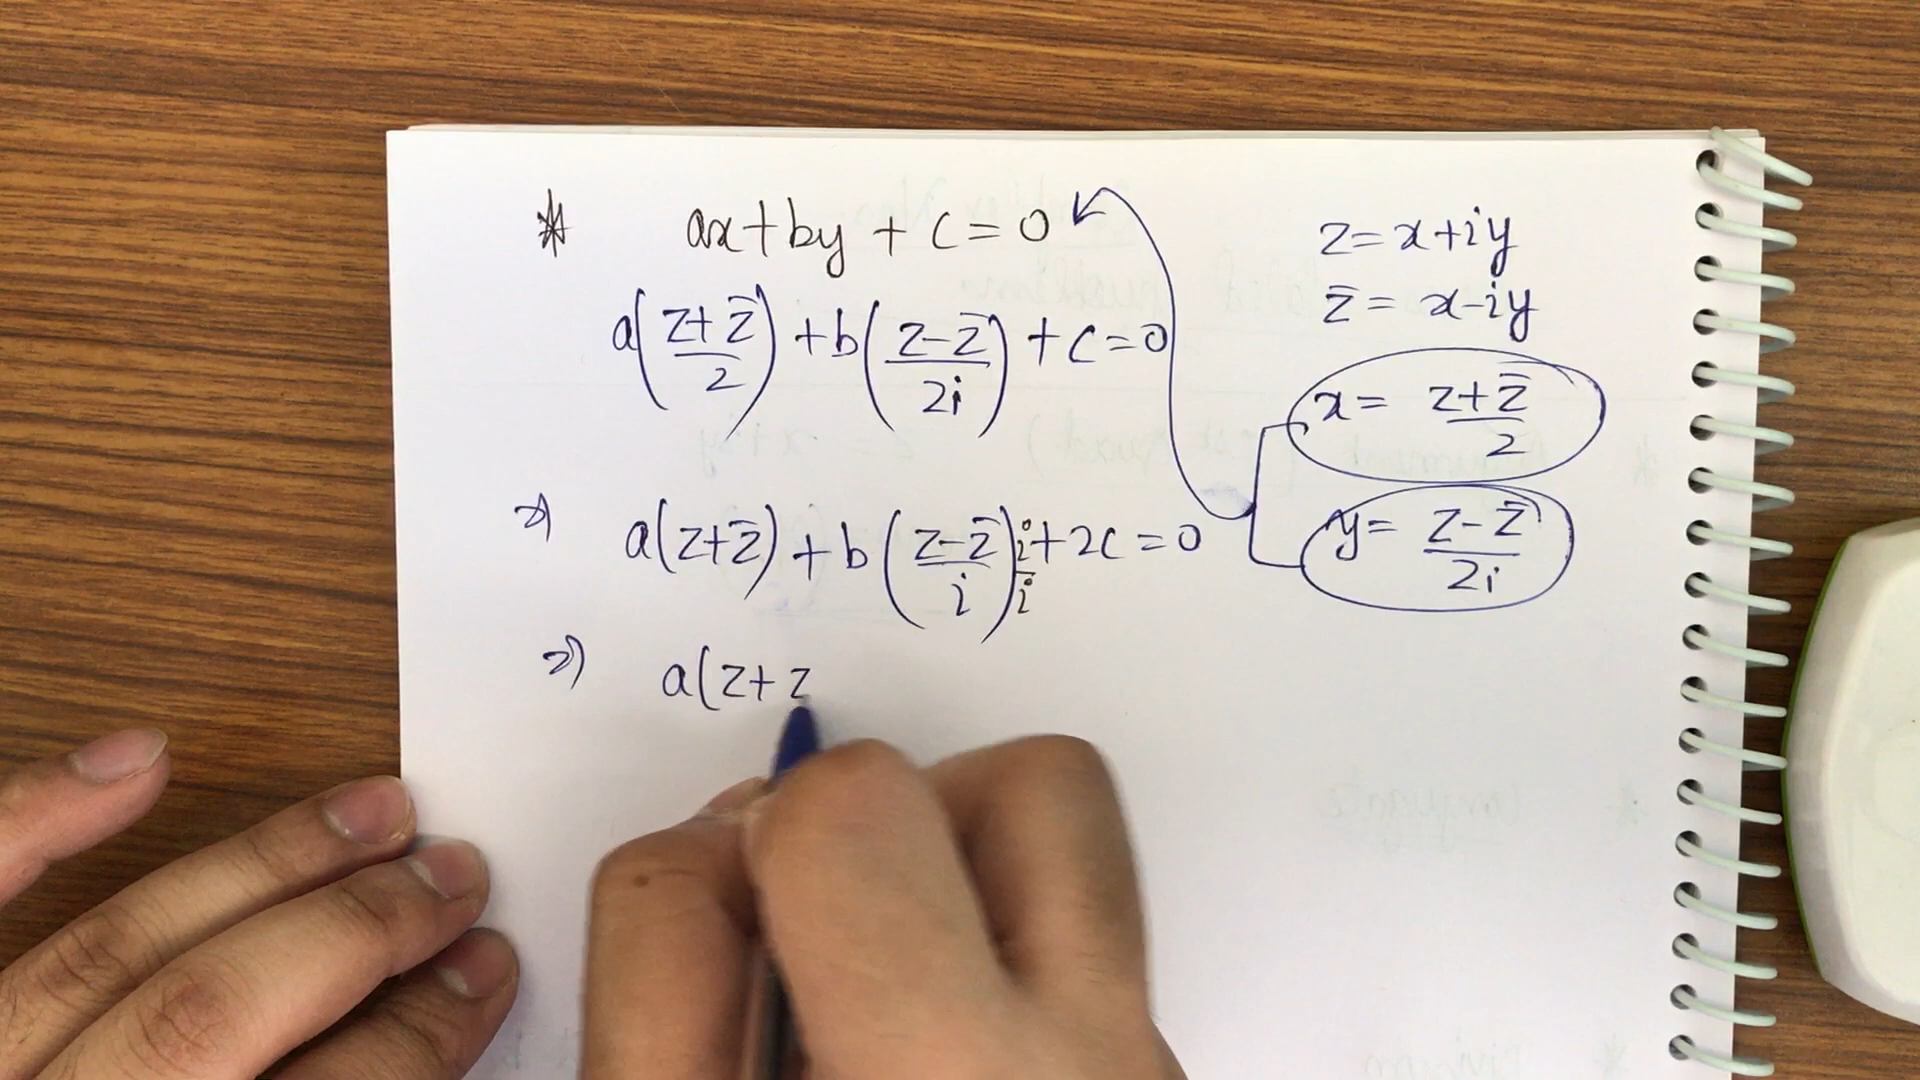 * ax+by+c=0
a(z+z̄/2)+b(z-z̄/2i)+c=0
⇒ a(z+z̄)+b(z-z̄/i)i/i+2c=0
⇒ a(z+z
z=x+iy
z̄=x-iy
x=z+z̄/2
y=z-z̄/2i